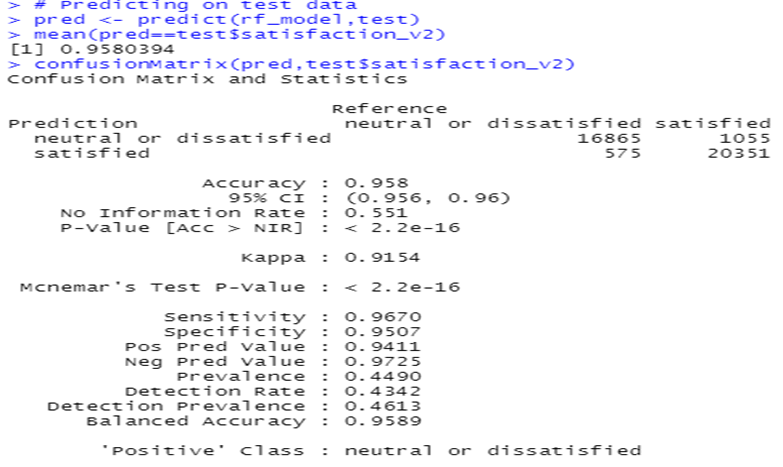 > # Predicting on test data
> pred <- predict(rf_model,test)
> mean(pred==test$satisfaction_v2)
[1] 0.9580394
> confusionMatrix(pred,test$satisfaction_v2)
Confusion Matrix and Statistics
Reference
Prediction neutral or dissatisfied satisfied
neutral or dissatisfied 16865 1055
satisfied 575 20351
Accuracy : 0.958
95% CI : (0.956, 0.96)
No Information Rate : 0.551
P-Value [Acc > NIR] : < 2.2e-16
Kappa : 0.9154
Mcnemar's Test P-Value : < 2.2e-16
Sensitivity : 0.9670
Specificity : 0.9507
Pos Pred Value : 0.9411
Neg Pred Value : 0.9725
Prevalence : 0.4490
Detection Rate : 0.4342
Detection Prevalence : 0.4613
Balanced Accuracy : 0.9589
'Positive' Class : neutral or dissatisfied